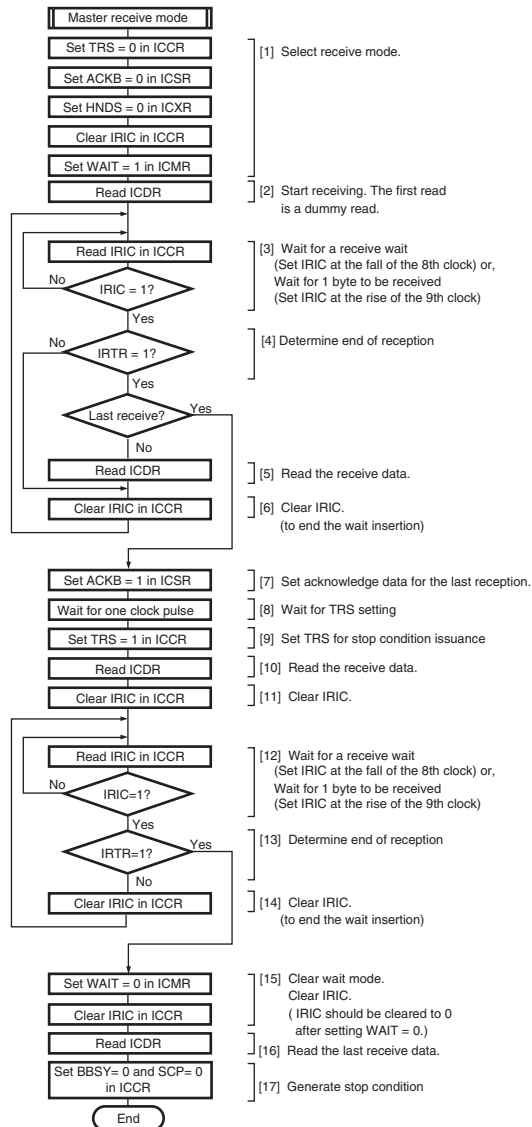 Master receive mode
Set TRS = 0 in ICCR
[1] Select receive mode.
Set ACKB = 0 in ICSR
Set HNDS = 0 in ICXR
Clear IRIC in ICCR
Set WAIT = 1 in ICMR
Read ICDR
[2] Start receiving. The first read
is a dummy read.
Read IRIC in ICCR
[3] Wait for a receive wait
(Set IRIC at the fall of the 8th clock) or,
Wait for 1 byte to be received
(Set IRIC at the rise of the 9th clock)
No
IRIC = 1?
Yes
No
IRTR = 1?
[4] Determine end of reception
Yes
Last receive?
Yes
No
Read ICDR
[5] Read the receive data.
Clear IRIC in ICCR
[6] Clear IRIC.
(to end the wait insertion)
Set ACKB = 1 in ICSR
[7] Set acknowledge data for the last reception.
Wait for one clock pulse
[8] Wait for TRS setting
Set TRS = 1 in ICCR
[9] Set TRS for stop condition issuance
Read ICDR
[10] Read the receive data.
Clear IRIC in ICCR
[11] Clear IRIC.
Read IRIC in ICCR
[12] Wait for a receive wait
(Set IRIC at the fall of the 8th clock) or,
Wait for 1 byte to be received
(Set IRIC at the rise of the 9th clock)
No
IRIC=1?
Yes
IRTR=1?
Yes
[13] Determine end of reception
No
Clear IRIC in ICCR
[14] Clear IRIC.
(to end the wait insertion)
Set WAIT = 0 in ICMR
[15] Clear wait mode.
Clear IRIC.
( IRIC should be cleared to 0
after setting WAIT = 0.)
Clear IRIC in ICCR
Read ICDR
[16] Read the last receive data.
Set BBSY= 0 and SCP= 0
in ICCR
[17] Generate stop condition
End